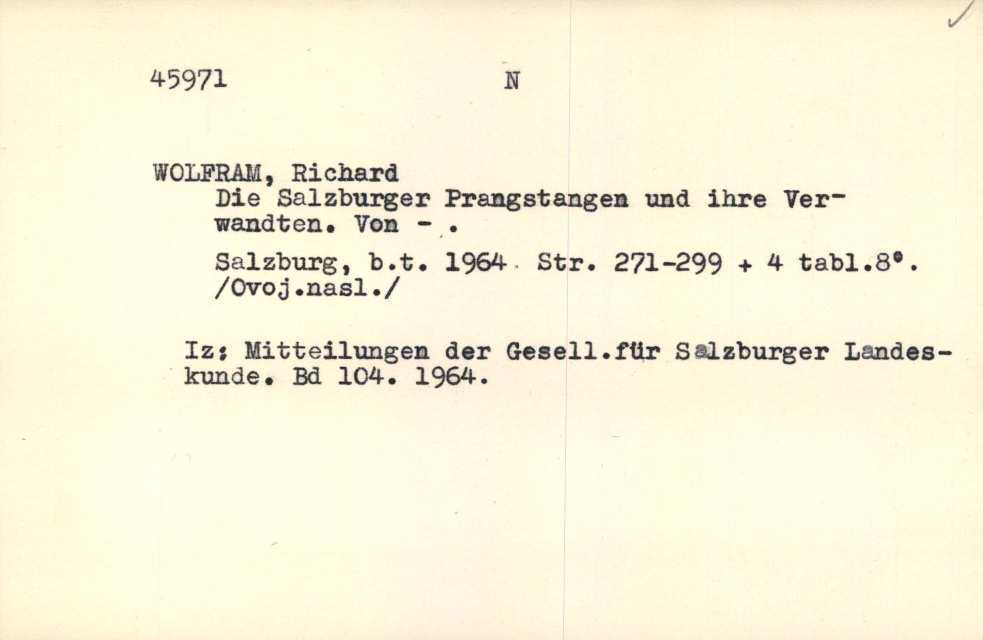 45971 N
WOLFRAM, Richard
Die Salzburger Prangstangen und ihre Ver-
wandten. Von - .
Salzburg, b.t. 1964. Str. 271-299 + 4 tabl.8°.
/Ovoj.nasl./
Iz: Mitteilungen der Gesell.für Salzburger Landes-
kunde. Bd 104. 1964.